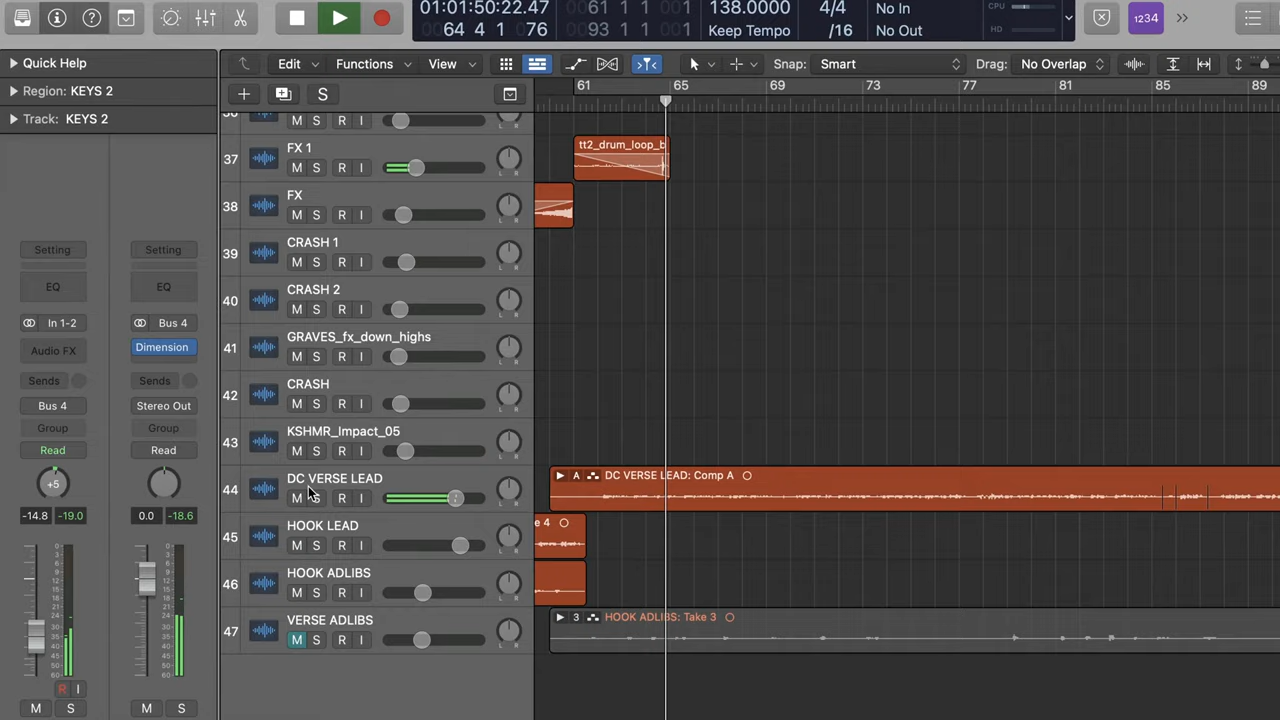 01:01:50:22.47 0061 1 1 138.0000 4/4 No In CPU 1234
64 4 1 76 0093 1 1 Keep Tempo /16 No Out HD
Quick Help
Edit Functions View Snap: Smart Drag: No Overlap
Region: KEYS 2
S
61 65 69 73 77 81 85 89
Track: KEYS 2
M S R I
37 FX 1
M S R I L R
tt2_drum_loop_b
38 FX
M S R I L R
39 CRASH 1
M S R I L R
40 CRASH 2
M S R I L R
41 GRAVES_fx_down_highs
M S R I L R
42 CRASH
M S R I L R
43 KSHMR_Impact_05
M S R I L R
44 DC VERSE LEAD
M S R I L R
A DC VERSE LEAD: Comp A
45 HOOK LEAD
M S R I L R
e 4
46 HOOK ADLIBS
M S R I L R
47 VERSE ADLIBS
M S R I L R
3 HOOK ADLIBS: Take 3
Setting Setting
EQ EQ
In 1-2 Bus 4
Audio FX Dimension
Sends Sends
Bus 4 Stereo Out
Group Group
Read Read
+5
-14.8 -19.0 0.0 -18.6
R I
M S M S